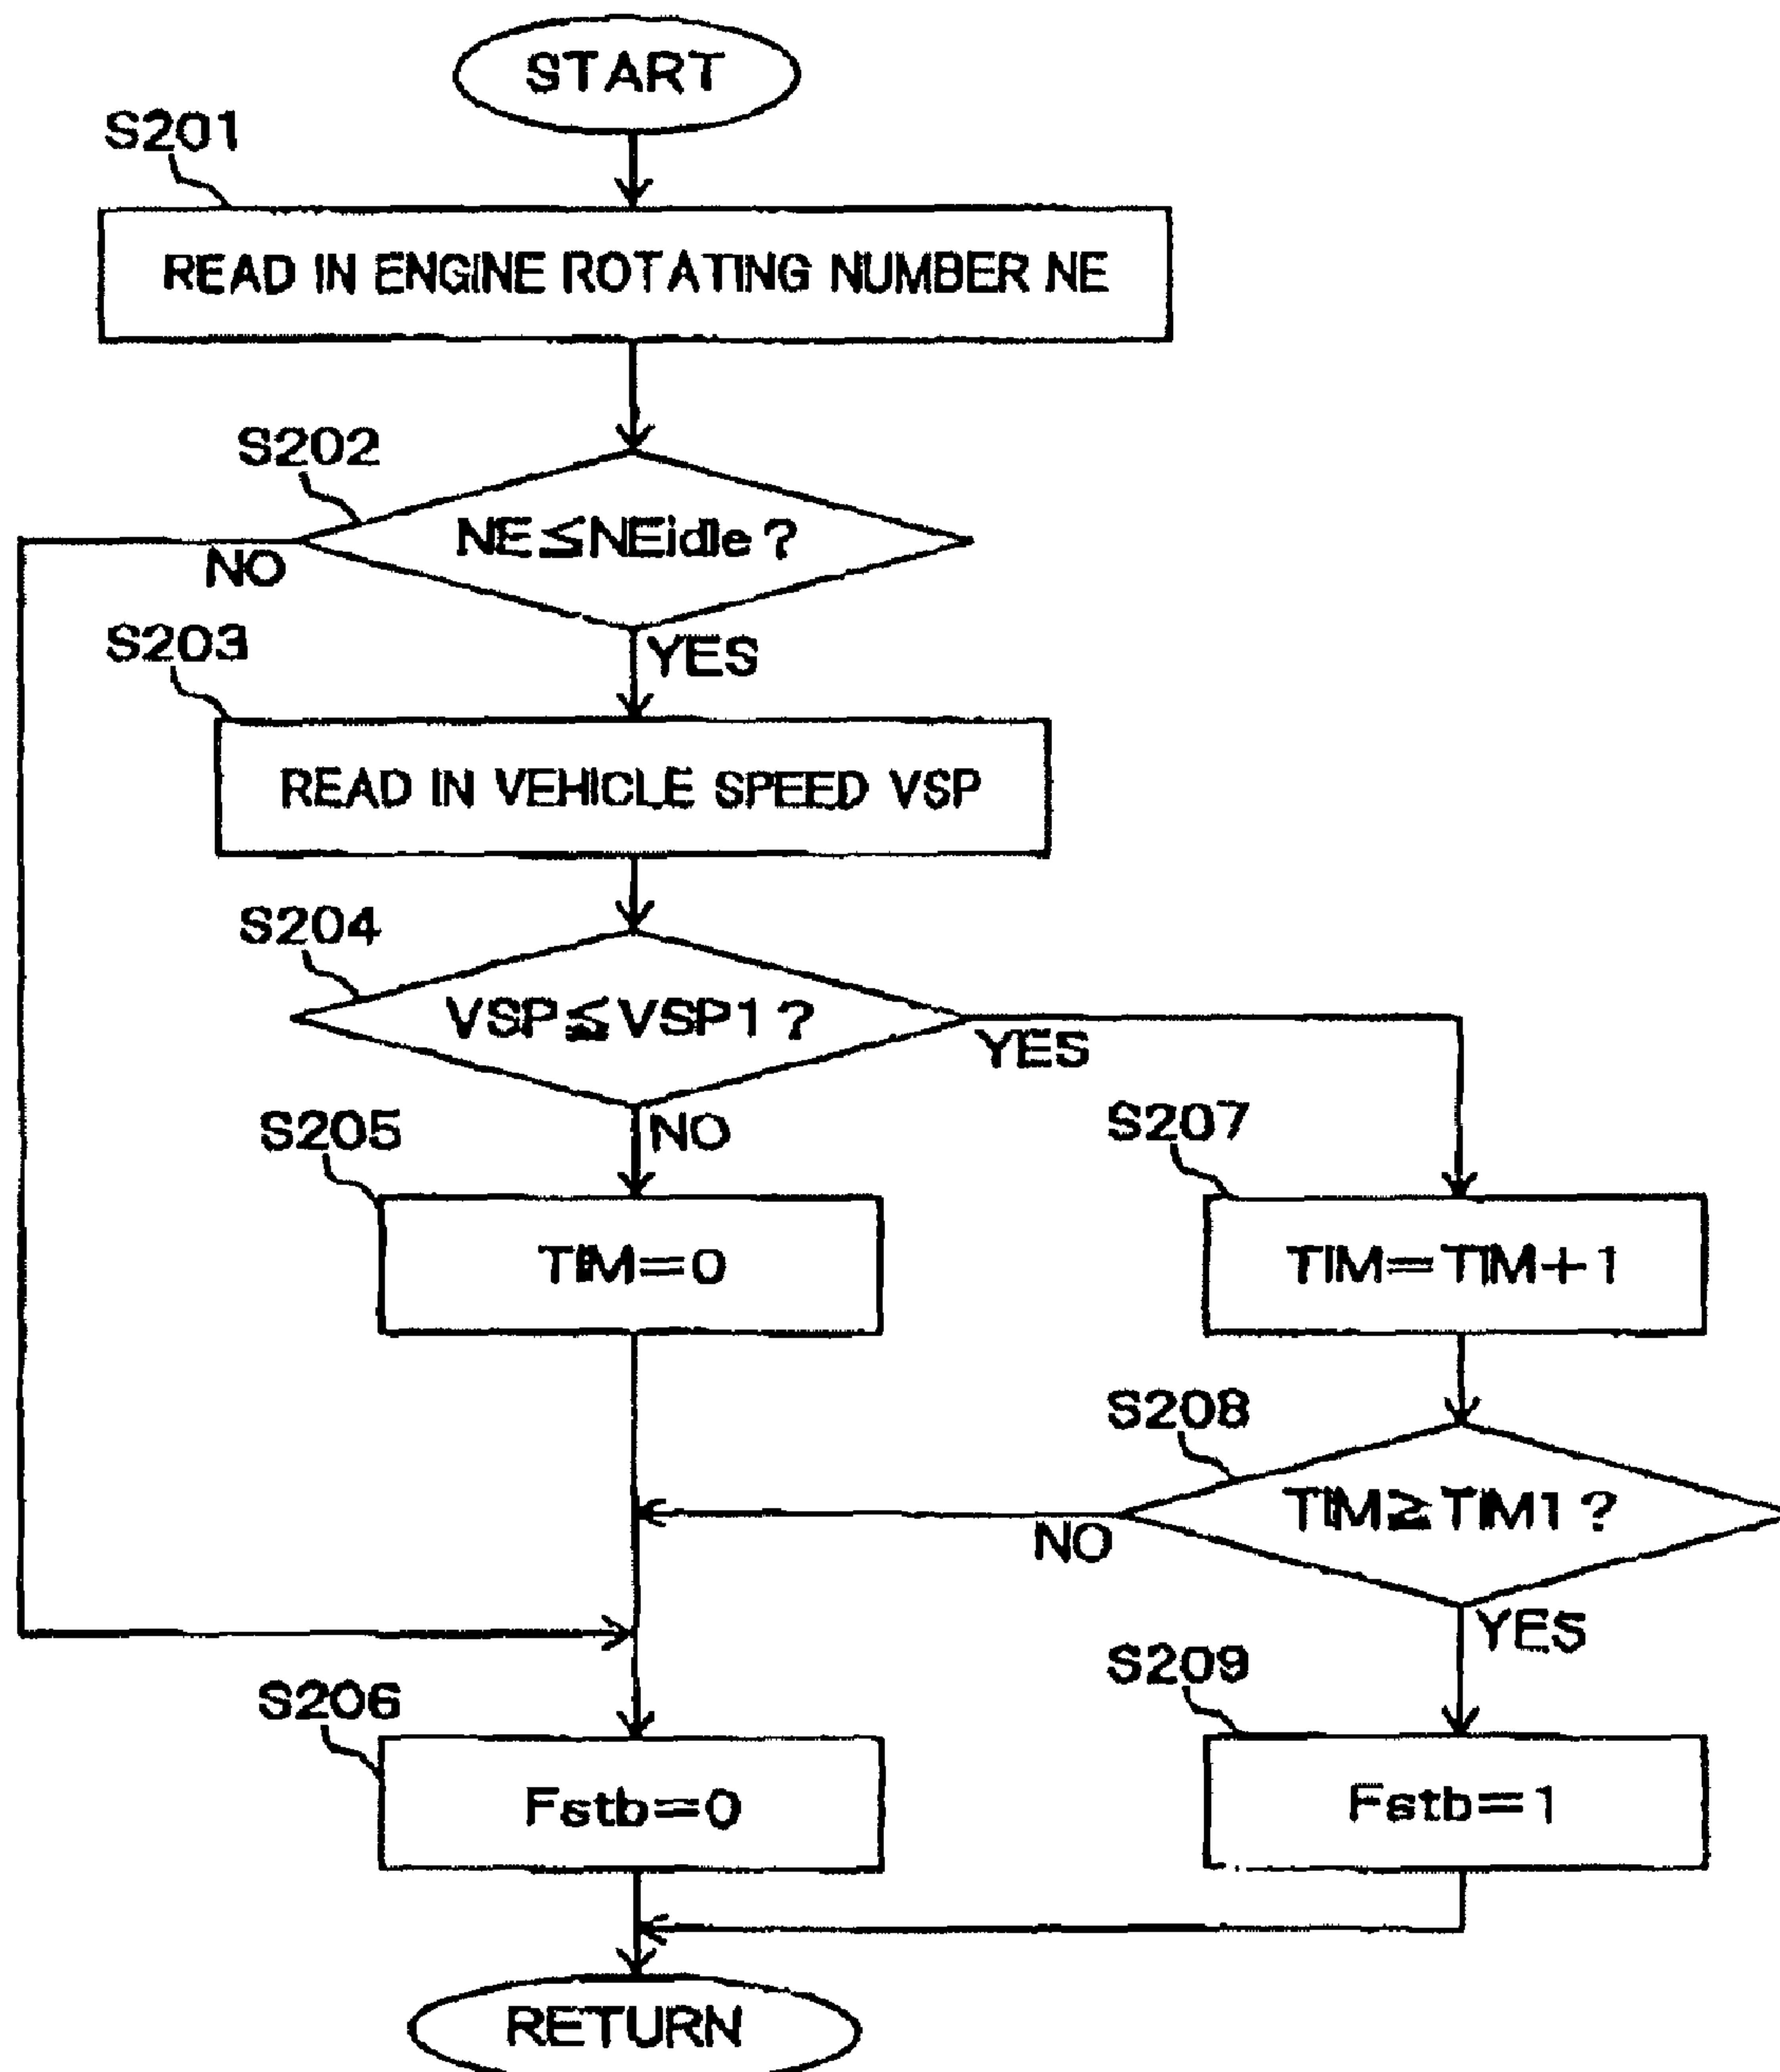 START
S201
READ IN ENGINE ROTATING NUMBER NE
S202
NE≦NEidle?
NO
YES
S203
READ IN VEHICLE SPEED VSP
S204
VSP≦VSP1?
YES
NO
S205
TIM=0
S207
TIM=TIM+1
S208
TIM≧TIM1?
NO
YES
S206
Fstb=0
S209
Fstb=1
RETURN